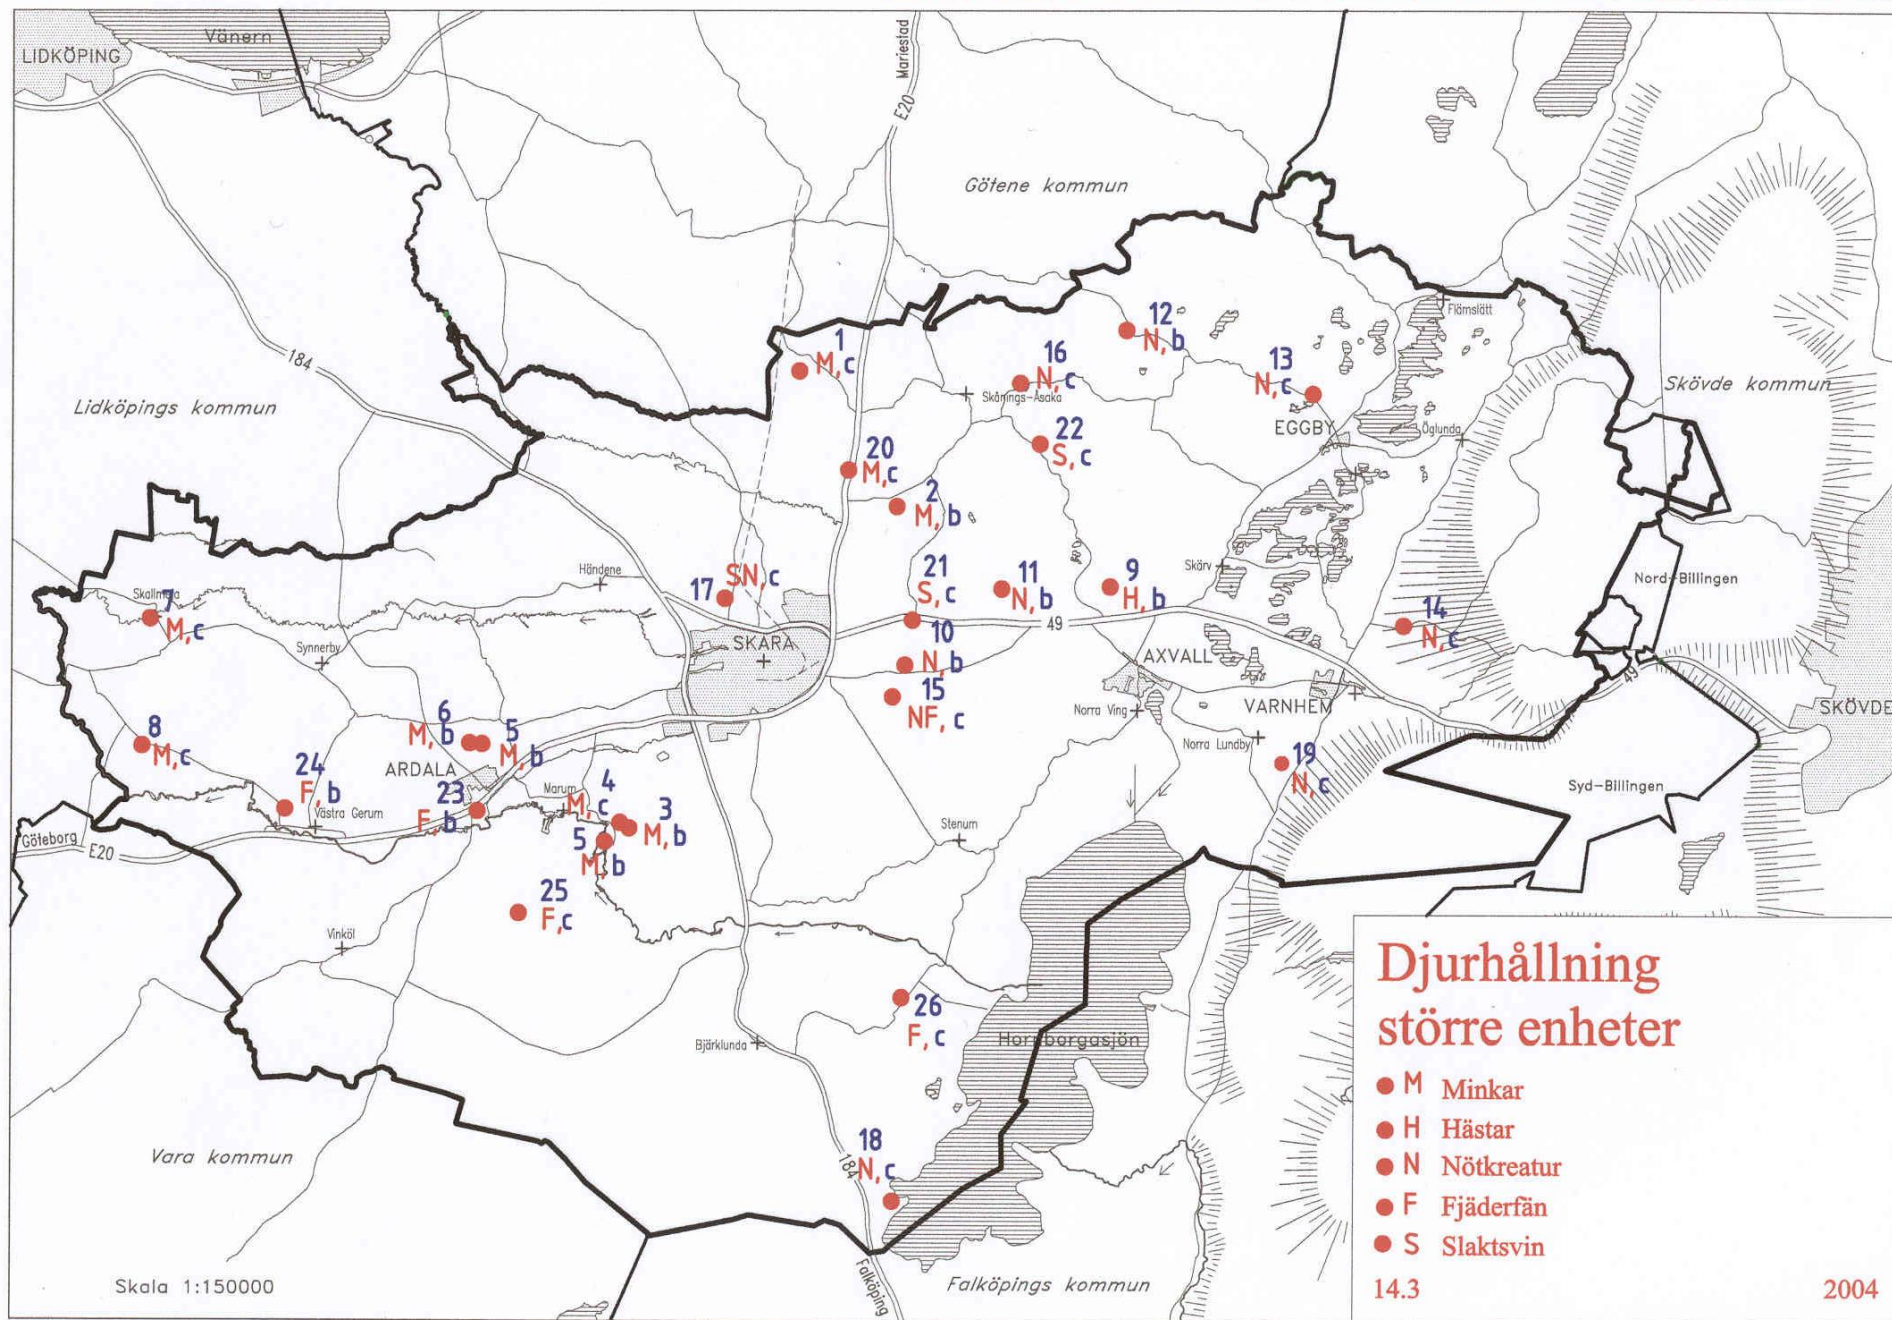 Vänern
LIDKÖPING
Mariestad
E20
Götene kommun
184
Lidköpings kommun
Skövde kommun
Flämslätt
12
N, b
1
M, c
16
N, c
13
N, c
Skånings-Åsaka
EGGBY
Öglunda
22
S, c
20
M, c
2
M, b
Händene
SN, c
17
21
S, c
11
N, b
9
H, b
Skärv
Nord-Billingen
Skallmeja
7
M, c
49
14
N, c
Synnerby
SKARA
10
N, b
AXVALL
15
NF, c
Norra Ving
VARNHEM
49
SKÖVDE
6
M, b
5
M, b
8
M, c
ARDALA
Norra Lundby
19
N, c
24
F, b
Västra Gerum
23
F, b
Marum
4
M, c
3
M, b
5
M, b
Syd-Billingen
Göteborg
E20
Stenum
25
F, c
Vinköl
26
F, c
Bjärklunda
Hornborgasjön
Vara kommun
184
18
N, c
Falköping
Falköpings kommun
Skala 1:150000
Djurhållning
större enheter
M Minkar
H Hästar
N Nötkreatur
F Fjäderfän
S Slaktsvin
14.3 2004